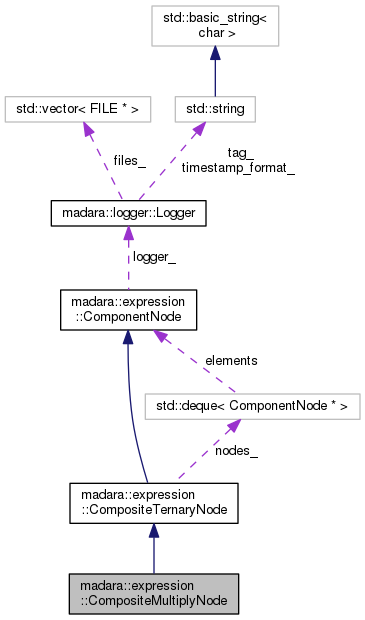 std::basic_string<
char >
std::vector< FILE * >
std::string
files_
tag_
timestamp_format_
madara::logger::Logger
logger_
madara::expression
::ComponentNode
elements
std::deque< ComponentNode * >
nodes_
madara::expression
::CompositeTernaryNode
madara::expression
::CompositeMultiplyNode